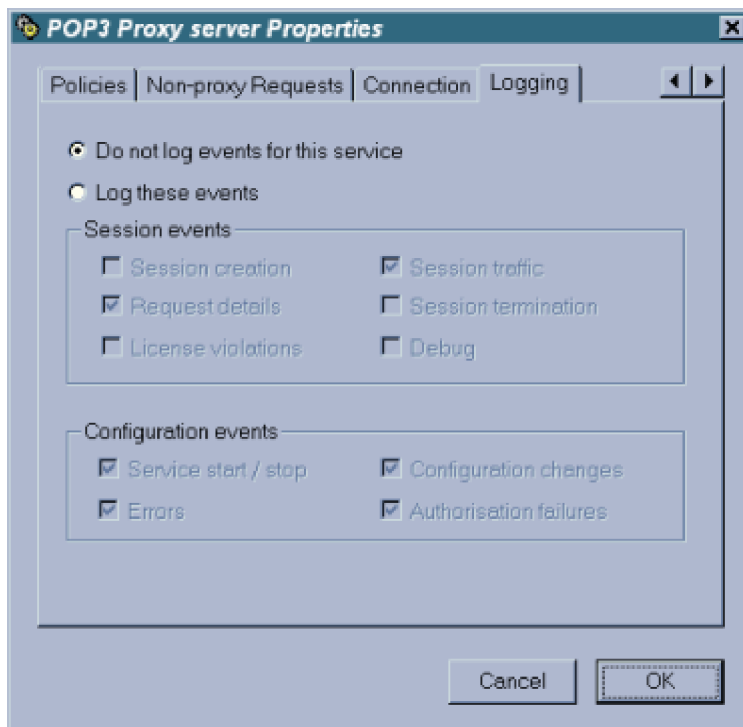 POP3 Proxy server Properties
Policies Non-proxy Requests Connection Logging
Do not log events for this service
Log these events
Session events
Session creation Session traffic
Request details Session termination
License violations Debug
Configuration events
Service start / stop Configuration changes
Errors Authorisation failures
Cancel OK